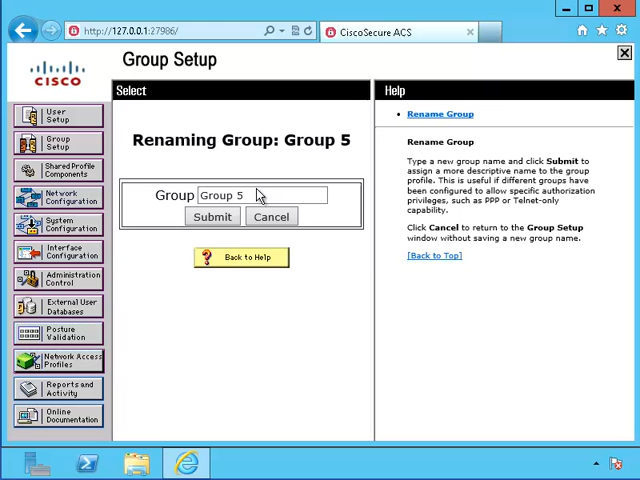 http://127.0.0.1:27986/
CiscoSecure ACS
CISCO
Group Setup
Select
Help
User
Setup
Group
Setup
Shared Profile
Components
Network
Configuration
System
Configuration
Interface
Configuration
Administration
Control
External User
Databases
Posture
Validation
Network Access
Profiles
Reports and
Activity
Online
Documentation
Renaming Group: Group 5
Group Group 5
Submit Cancel
? Back to Help
Rename Group
Rename Group
Type a new group name and click Submit to
assign a more descriptive name to the group
profile. This is useful if different groups have
been configured to allow specific authorization
privileges, such as PPP or Telnet-only
capability.
Click Cancel to return to the Group Setup
window without saving a new group name.
[Back to Top]